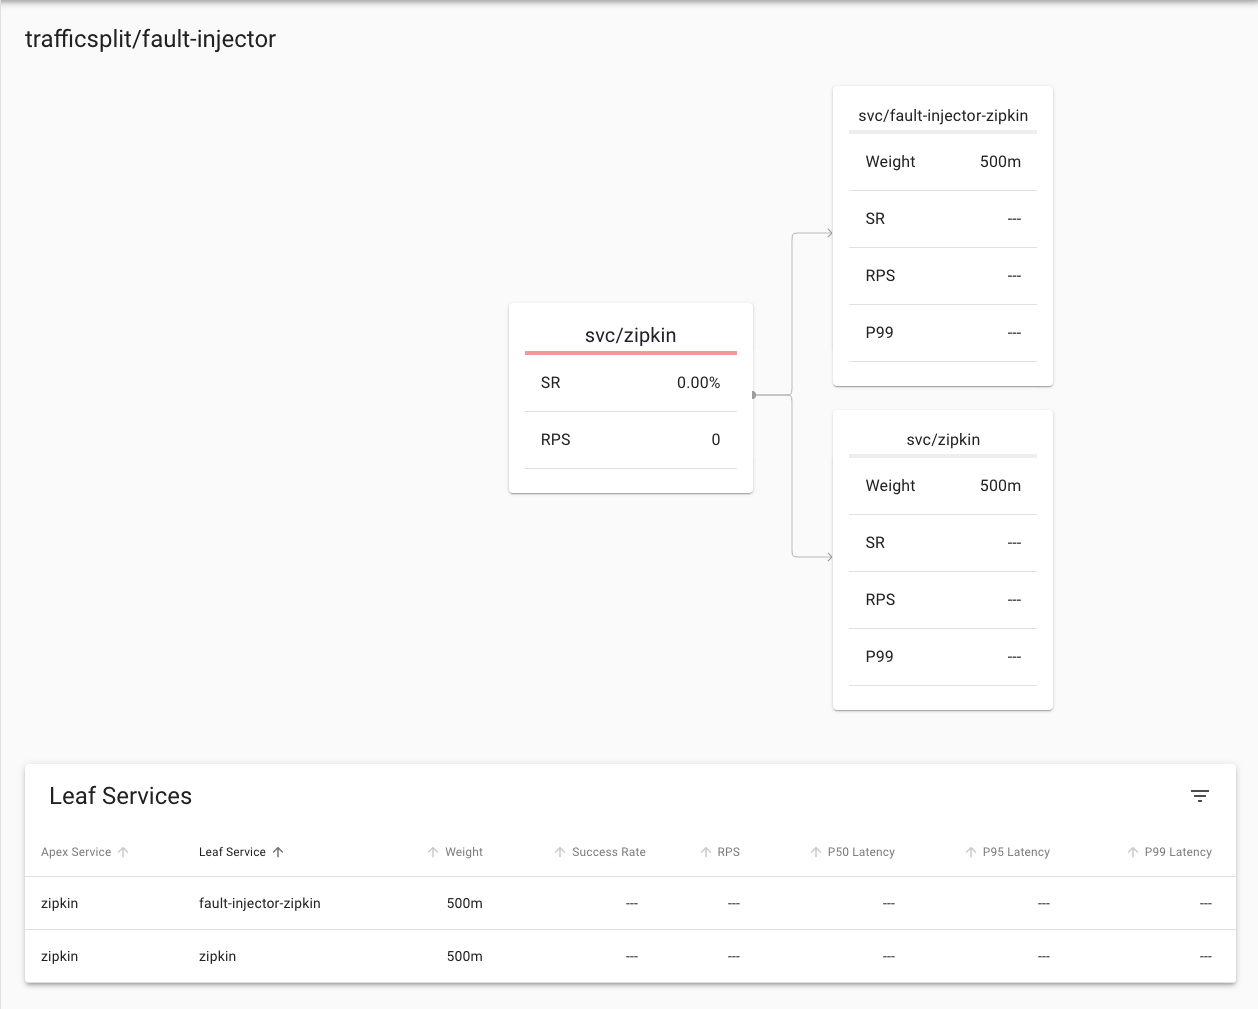 trafficsplit/fault-injector
svc/fault-injector-zipkin
Weight 500m
SR ---
RPS ---
P99 ---
svc/zipkin
SR 0.00%
RPS 0
svc/zipkin
Weight 500m
SR ---
RPS ---
P99 ---
Leaf Services
Apex Service Leaf Service Weight Success Rate RPS P50 Latency P95 Latency P99 Latency
zipkin fault-injector-zipkin 500m --- --- --- --- ---
zipkin zipkin 500m --- --- --- --- ---